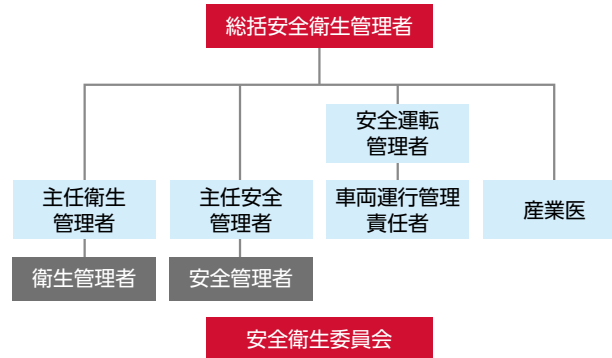 総括安全衛生管理者
安全運転
管理者
主任衛生
管理者
主任安全
管理者
車両運行管理
責任者
産業医
衛生管理者
安全管理者
安全衛生委員会